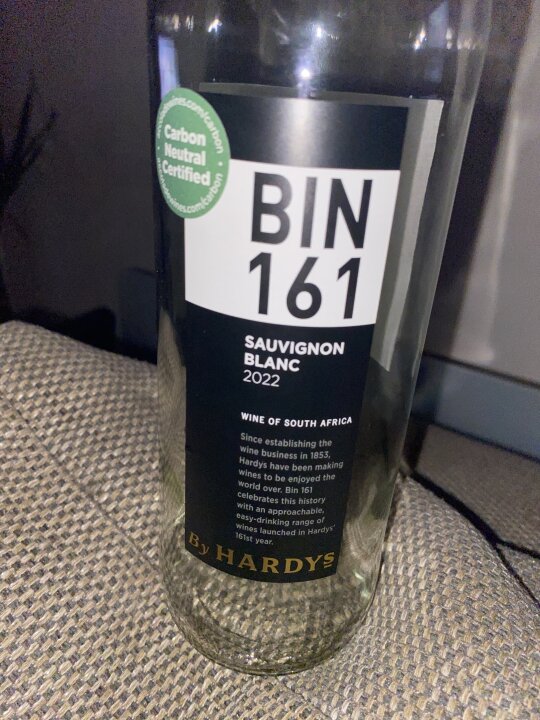 Carbon
Neutral
Certified
BIN
161
SAUVIGNON
BLANC
2022
WINE OF SOUTH AFRICA
Since establishing the
wine business in 1853,
Hardys have been making
wines to be enjoyed the
world over. Bin 161
celebrates this history
with an approachable,
easy-drinking range of
wines launched in Hardys'
161st year.
By HARDYS